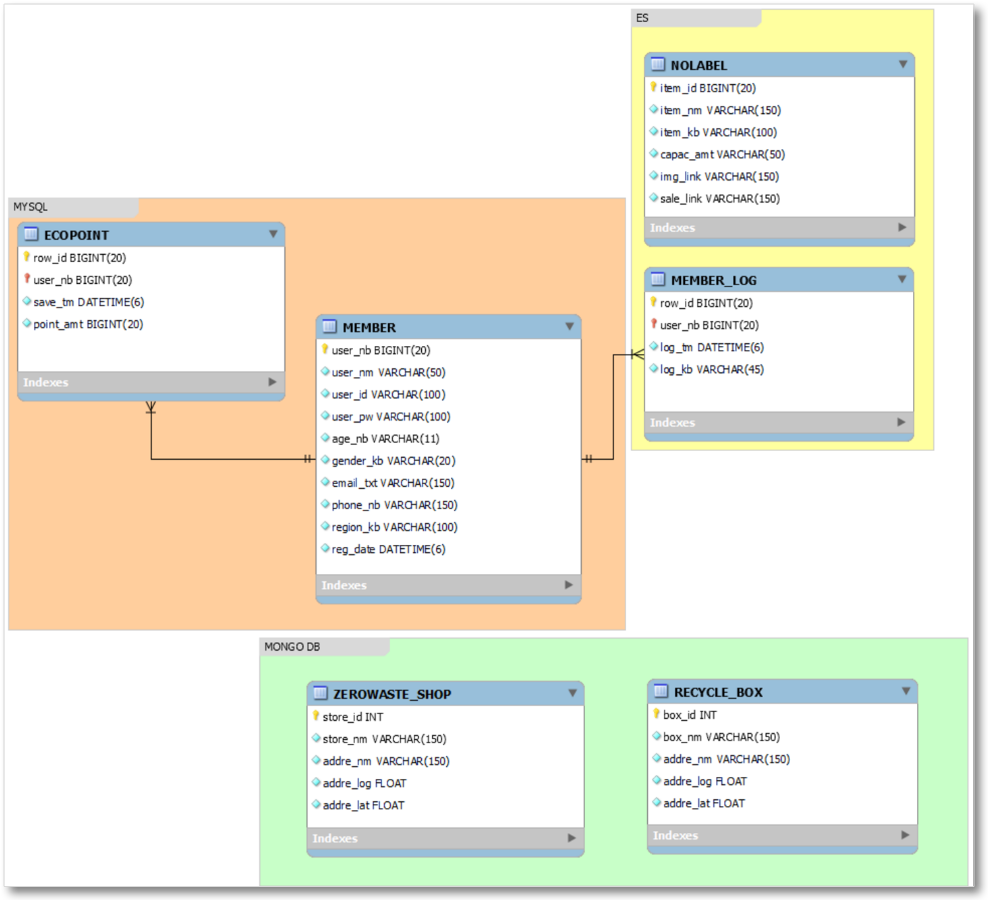 ES
NOLABEL
item_id BIGINT(20)
item_nm VARCHAR(150)
item_kb VARCHAR(100)
capac_amt VARCHAR(50)
img_link VARCHAR(150)
sale_link VARCHAR(150)
Indexes
MEMBER_LOG
row_id BIGINT(20)
user_nb BIGINT(20)
log_tm DATETIME(6)
log_kb VARCHAR(45)
Indexes
MYSQL
ECOPOINT
row_id BIGINT(20)
user_nb BIGINT(20)
save_tm DATETIME(6)
point_amt BIGINT(20)
Indexes
MEMBER
user_nb BIGINT(20)
user_nm VARCHAR(50)
user_id VARCHAR(100)
user_pw VARCHAR(100)
age_nb VARCHAR(11)
gender_kb VARCHAR(20)
email_txt VARCHAR(150)
phone_nb VARCHAR(150)
region_kb VARCHAR(100)
reg_date DATETIME(6)
Indexes
MONGO DB
ZEROWASTE_SHOP
store_id INT
store_nm VARCHAR(150)
addre_nm VARCHAR(150)
addre_log FLOAT
addre_lat FLOAT
Indexes
RECYCLE_BOX
box_id INT
box_nm VARCHAR(150)
addre_nm VARCHAR(150)
addre_log FLOAT
addre_lat FLOAT
Indexes